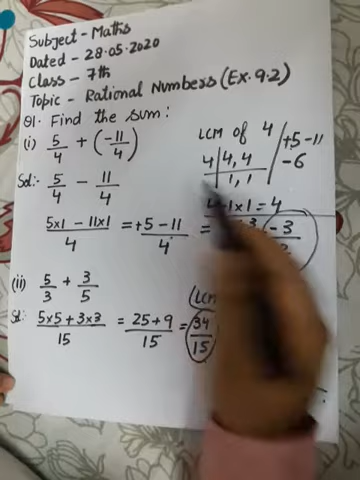 Subject - Maths
Dated - 28.05.2020
Class - 7th
Topic - Rational Numbers (Ex. 9.2)
Q1. Find the sum:
(i) 5/4 + (-11/4)
LCM of 4
4 | 4, 4
1, 1
1×1 = 4
+5-11
-6
Sol:- 5/4 - 11/4
5×1 - 11×1/4 = +5-11/4 = -3
(ii) 5/3 + 3/5
(LCM
Sol: 5×5+3×3/15 = 25+9/15 = 34/15